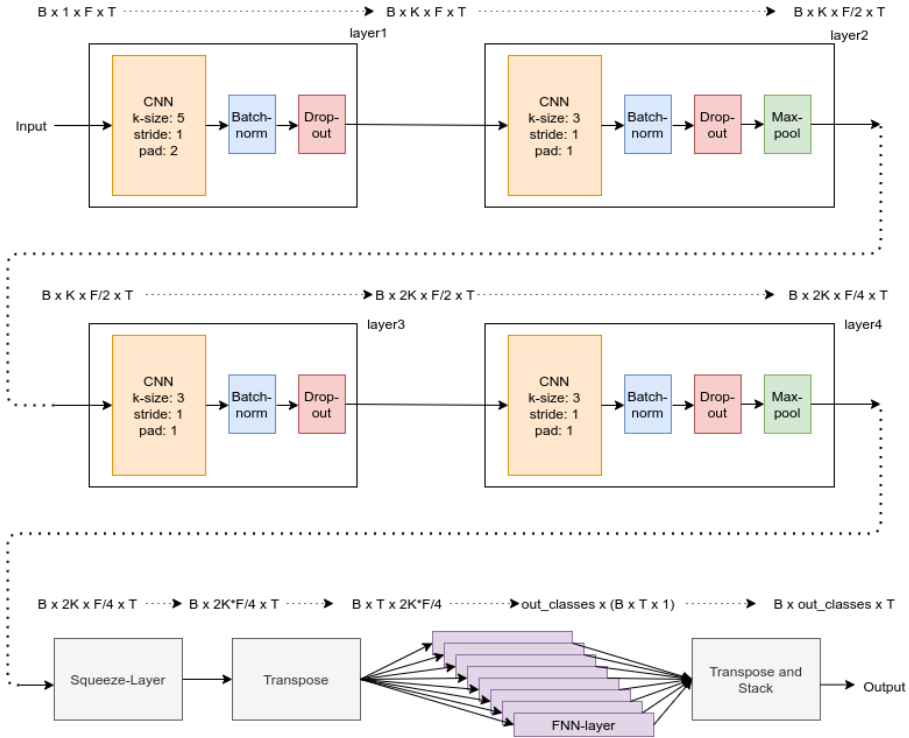 B x 1 x F x T
B x K x F x T
B x K x F/2 x T
layer1
layer2
Input
CNN
k-size: 5
stride: 1
pad: 2
Batch-
norm
Drop-
out
CNN
k-size: 3
stride: 1
pad: 1
Batch-
norm
Drop-
out
Max-
pool
B x K x F/2 x T
B x 2K x F/2 x T
B x 2K x F/4 x T
layer3
layer4
CNN
k-size: 3
stride: 1
pad: 1
Batch-
norm
Drop-
out
CNN
k-size: 3
stride: 1
pad: 1
Batch-
norm
Drop-
out
Max-
pool
B x 2K x F/4 x T
B x 2K*F/4 x T
B x T x 2K*F/4
out_classes x (B x T x 1)
B x out_classes x T
Squeeze-Layer
Transpose
FNN-layer
Transpose and
Stack
Output